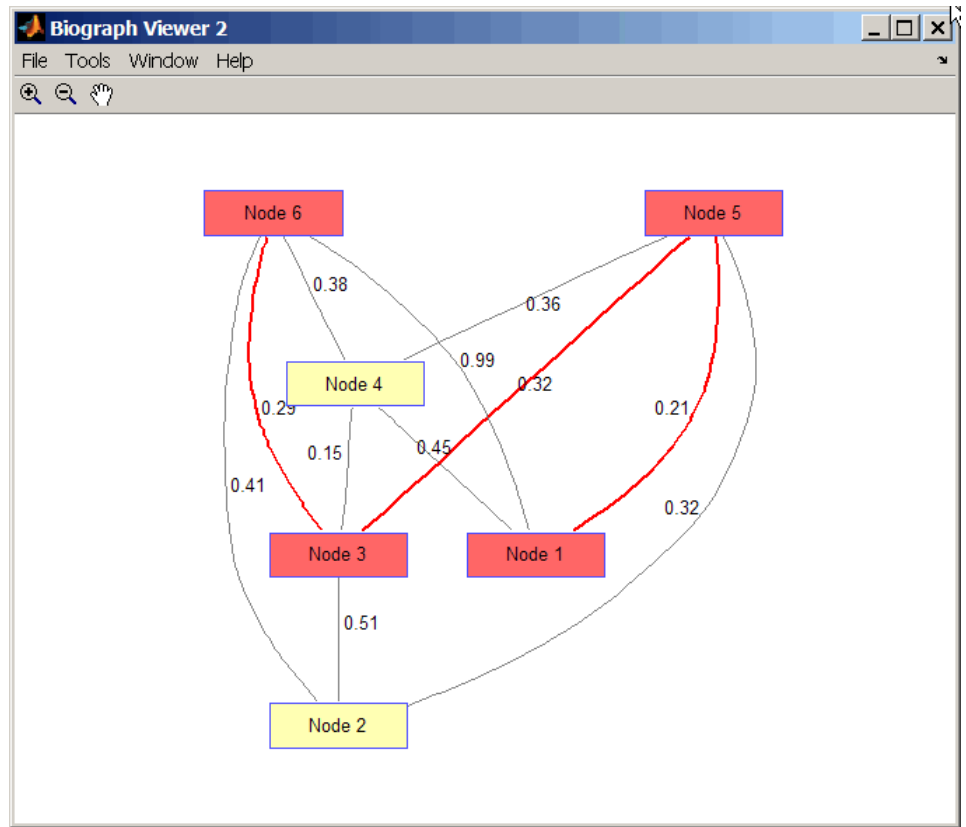 Biograph Viewer 2
File Tools Window Help
Node 6
Node 5
0.38
0.36
0.99
Node 4
0.32
0.29
0.21
0.45
0.15
0.41
0.32
Node 3
Node 1
0.51
Node 2